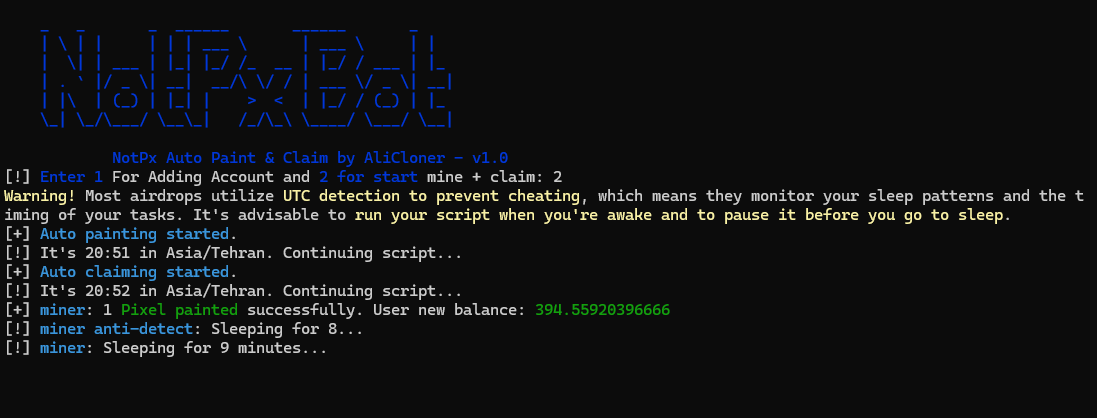 NotPxBot
NotPx Auto Paint & Claim by AliCloner - v1.0
[!] Enter 1 For Adding Account and 2 for start mine + claim: 2
Warning! Most airdrops utilize UTC detection to prevent cheating, which means they monitor your sleep patterns and the t
iming of your tasks. It's advisable to run your script when you're awake and to pause it before you go to sleep.
[+] Auto painting started.
[!] It's 20:51 in Asia/Tehran. Continuing script...
[+] Auto claiming started.
[!] It's 20:52 in Asia/Tehran. Continuing script...
[+] miner: 1 Pixel painted successfully. User new balance: 394.55920396666
[!] miner anti-detect: Sleeping for 8...
[!] miner: Sleeping for 9 minutes...